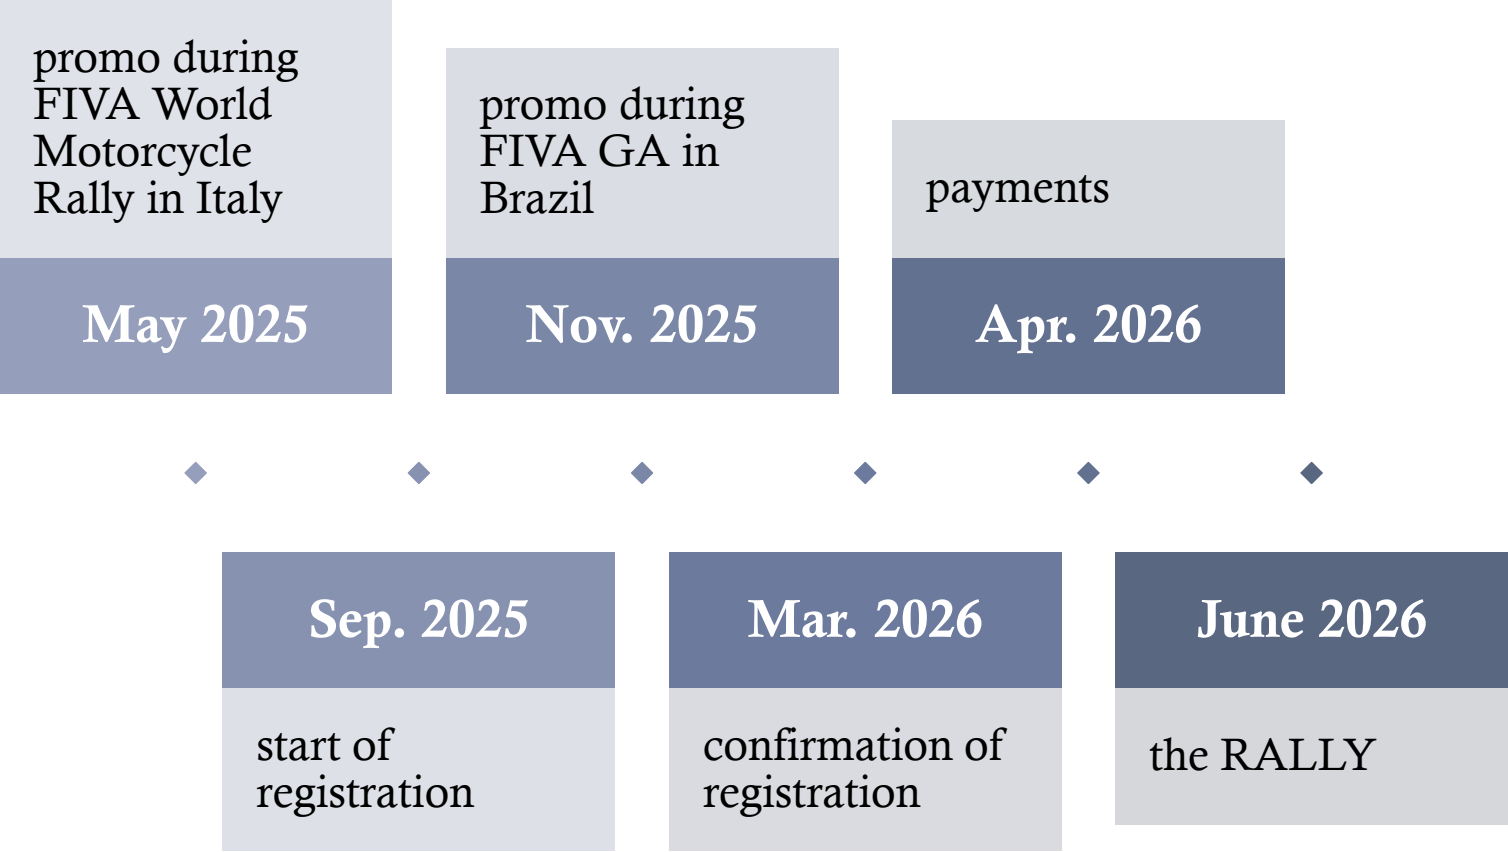 promo during
FIVA World
Motorcycle
Rally in Italy
May 2025
promo during
FIVA GA in
Brazil
Nov. 2025
payments
Apr. 2026
Sep. 2025
start of
registration
Mar. 2026
confirmation of
registration
June 2026
the RALLY